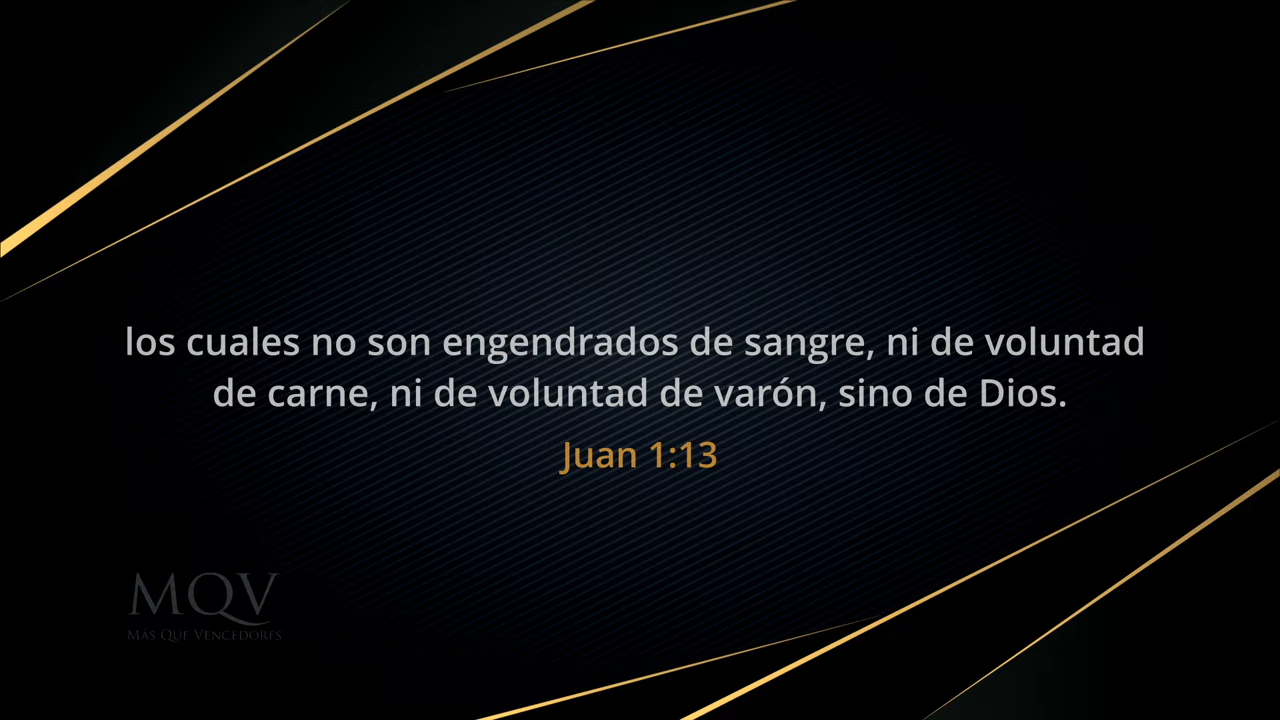 los cuales no son engendrados de sangre, ni de voluntad
de carne, ni de voluntad de varón, sino de Dios.
Juan 1:13
MQV
MÁS QUE VENCEDORES